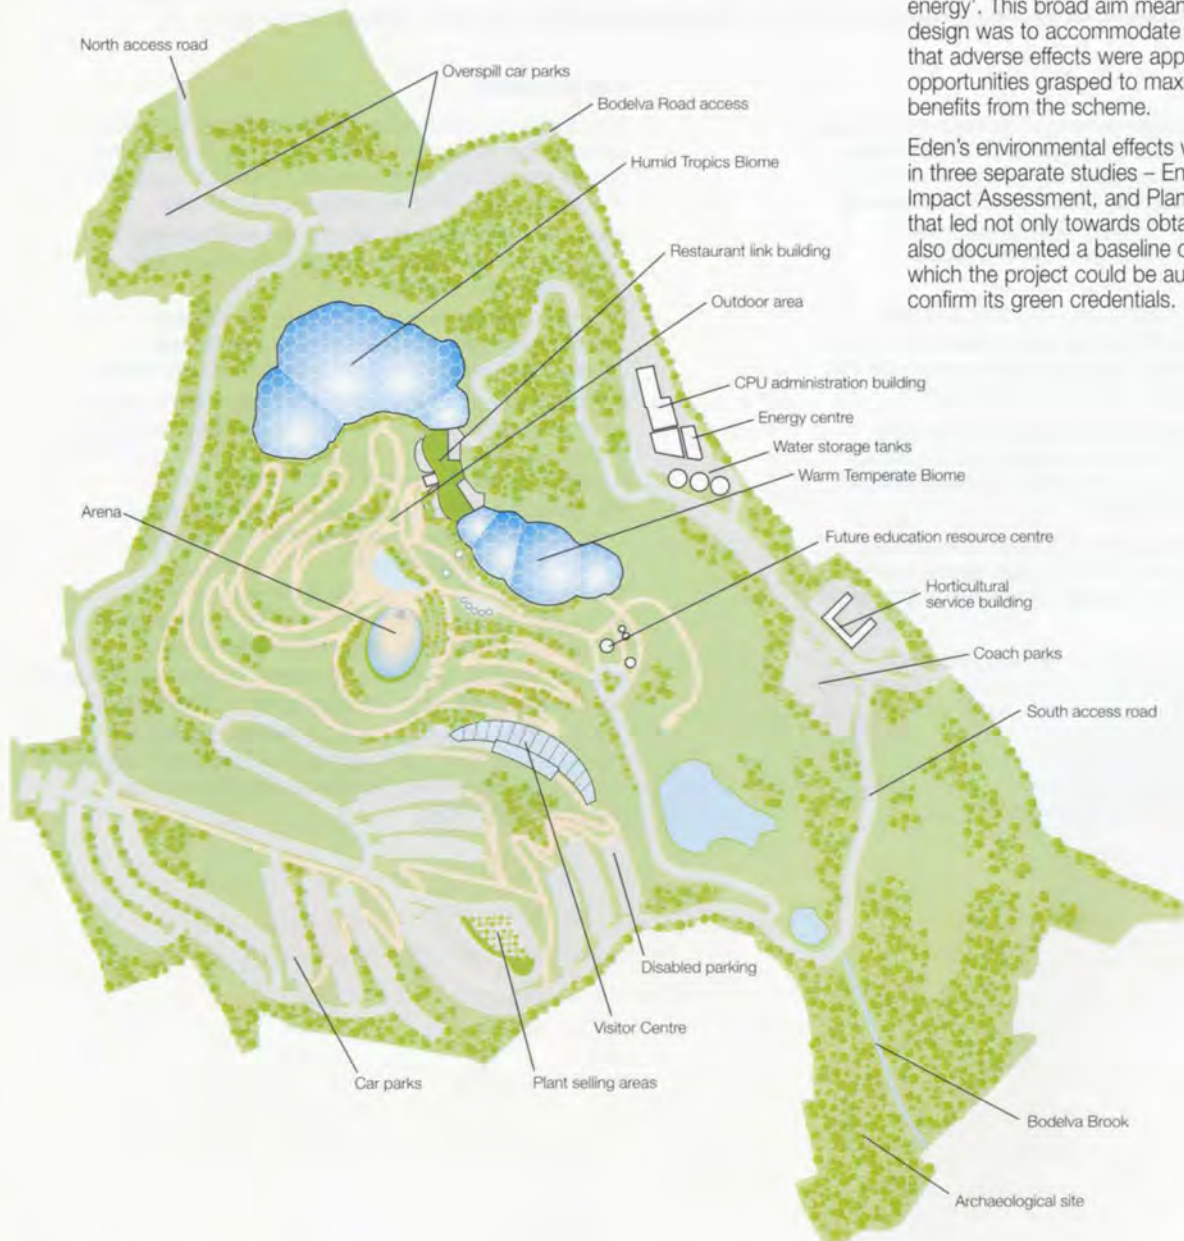 energy'. This broad aim mean
design was to accommodate
that adverse effects were app
opportunities grasped to max
benefits from the scheme.
Eden's environmental effects w
in three separate studies – En
Impact Assessment, and Plan
that led not only towards obta
also documented a baseline c
which the project could be au
confirm its green credentials.
North access road
Overspill car parks
Bodelva Road access
Humid Tropics Biome
Restaurant link building
Outdoor area
CPU administration building
Energy centre
Water storage tanks
Warm Temperate Biome
Arena
Future education resource centre
Horticultural
service building
Coach parks
South access road
Disabled parking
Visitor Centre
Car parks
Plant selling areas
Bodelva Brook
Archaeological site